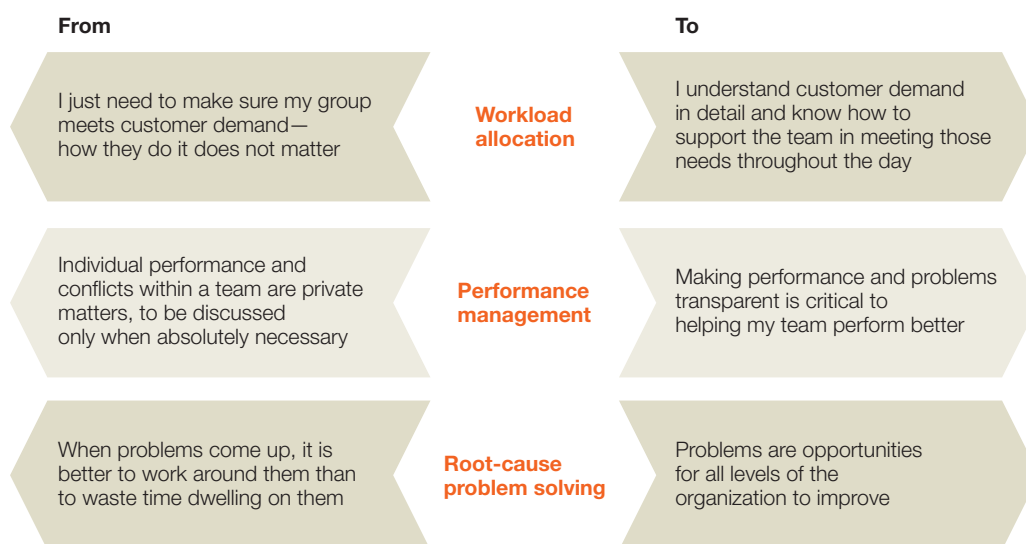 From
To
I just need to make sure my group
meets customer demand—
how they do it does not matter
Workload
allocation
I understand customer demand
in detail and know how to
support the team in meeting those
needs throughout the day
Individual performance and
conflicts within a team are private
matters, to be discussed
only when absolutely necessary
Performance
management
Making performance and problems
transparent is critical to
helping my team perform better
When problems come up, it is
better to work around them than
to waste time dwelling on them
Root-cause
problem solving
Problems are opportunities
for all levels of the
organization to improve